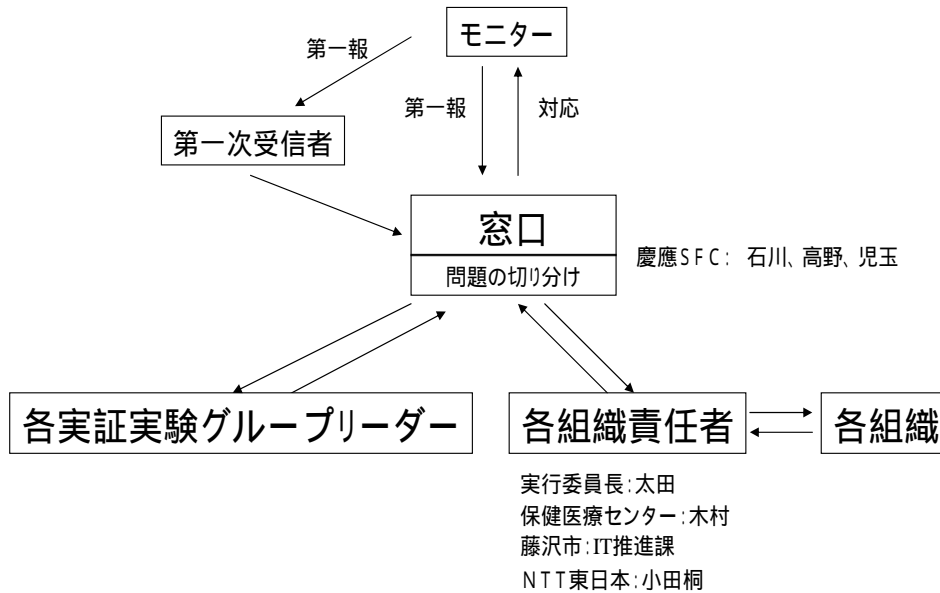 モニター
第一報
第一報
対応
第一次受信者
窓口
問題の切り分け
慶應SFC: 石川、高野、児玉
各実証実験グループリーダー
各組織責任者
各組織
実行委員長:太田
保健医療センター:木村
藤沢市:IT推進課
NTT東日本:小田桐